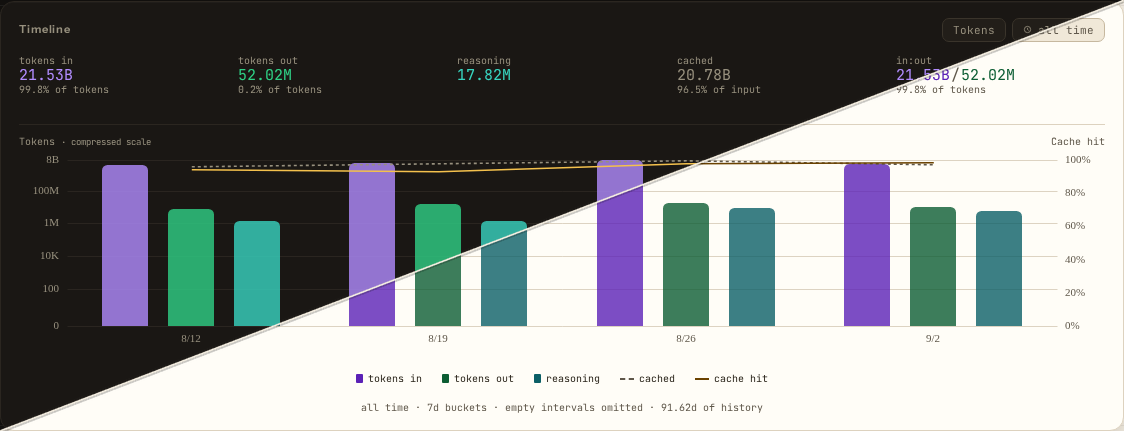 Timeline
Tokens
all time
tokens in
21.53B
99.8% of tokens
tokens out
52.02M
0.2% of tokens
reasoning
17.82M
cached
20.78B
96.5% of input
in:out
21.53B/52.02M
99.8% of tokens
Tokens · compressed scale
Cache hit
8B
100M
1M
10K
100
0
100%
80%
60%
40%
20%
0%
8/12
8/19
8/26
9/2
tokens in
tokens out
reasoning
cached
cache hit
all time · 7d buckets · empty intervals omitted · 91.62d of history